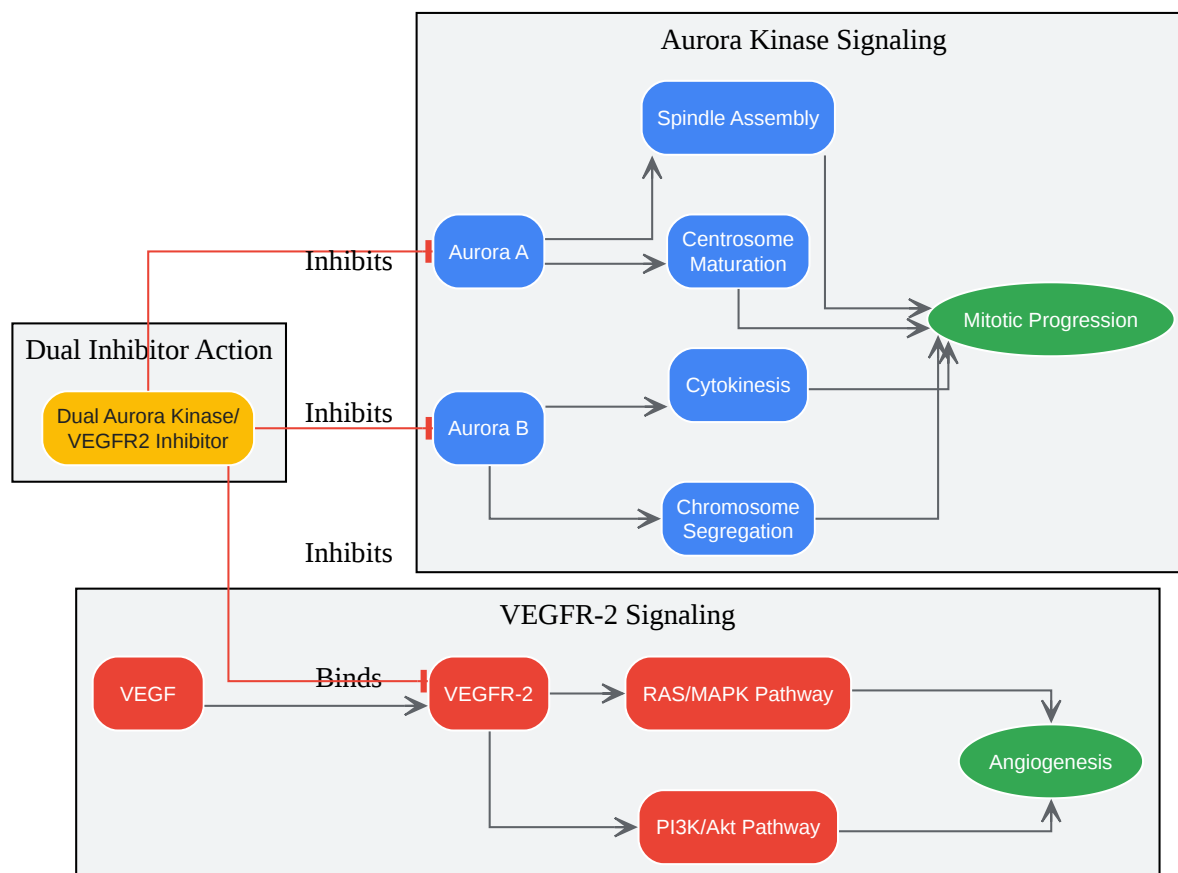 Aurora Kinase Signaling
Spindle Assembly
Inhibits
Aurora A
Centrosome
Maturation
Mitotic Progression
Dual Inhibitor Action
Dual Aurora Kinase/
VEGFR2 Inhibitor
Inhibits
Aurora B
Cytokinesis
Chromosome
Segregation
Inhibits
VEGFR-2 Signaling
VEGF
Binds
VEGFR-2
RAS/MAPK Pathway
Angiogenesis
PI3K/Akt Pathway